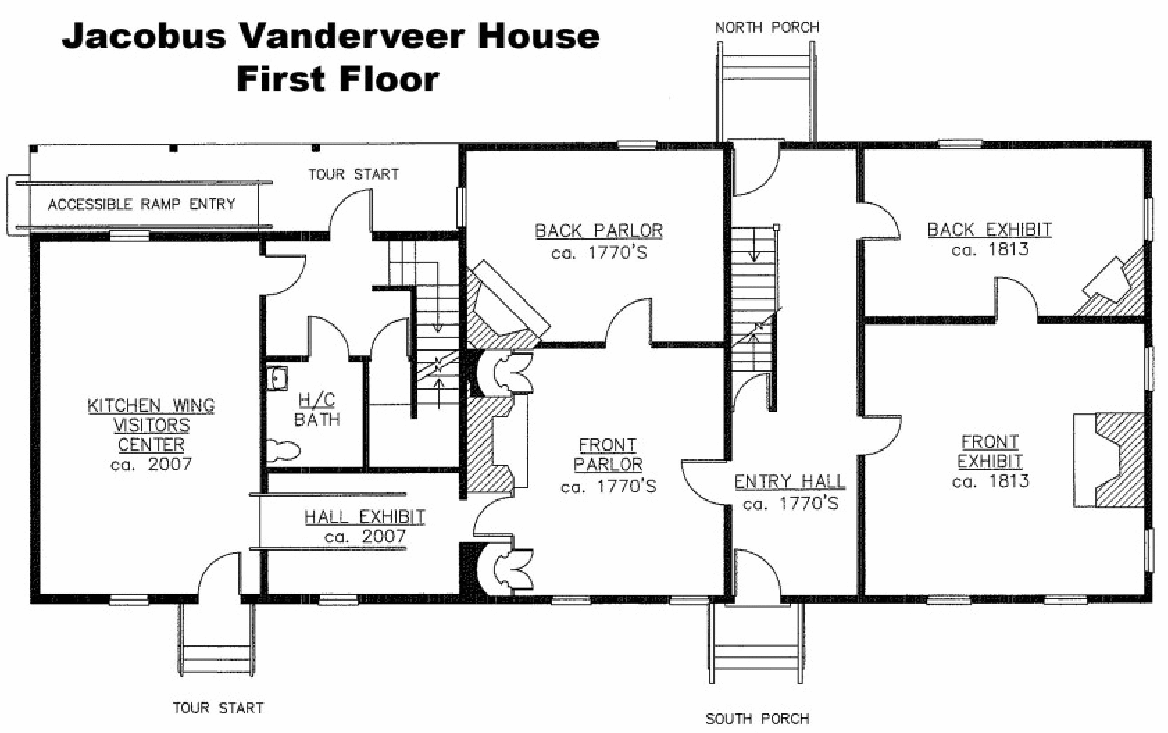 Jacobus Vanderveer House
First Floor
NORTH PORCH
TOUR START
ACCESSIBLE RAMP ENTRY
BACK PARLOR
ca. 1770'S
BACK EXHIBIT
ca. 1813
KITCHEN WING
VISITORS
CENTER
ca. 2007
H/C
BATH
FRONT
PARLOR
ca. 1770'S
ENTRY HALL
ca. 1770'S
FRONT
EXHIBIT
ca. 1813
HALL EXHIBIT
ca. 2007
TOUR START
SOUTH PORCH